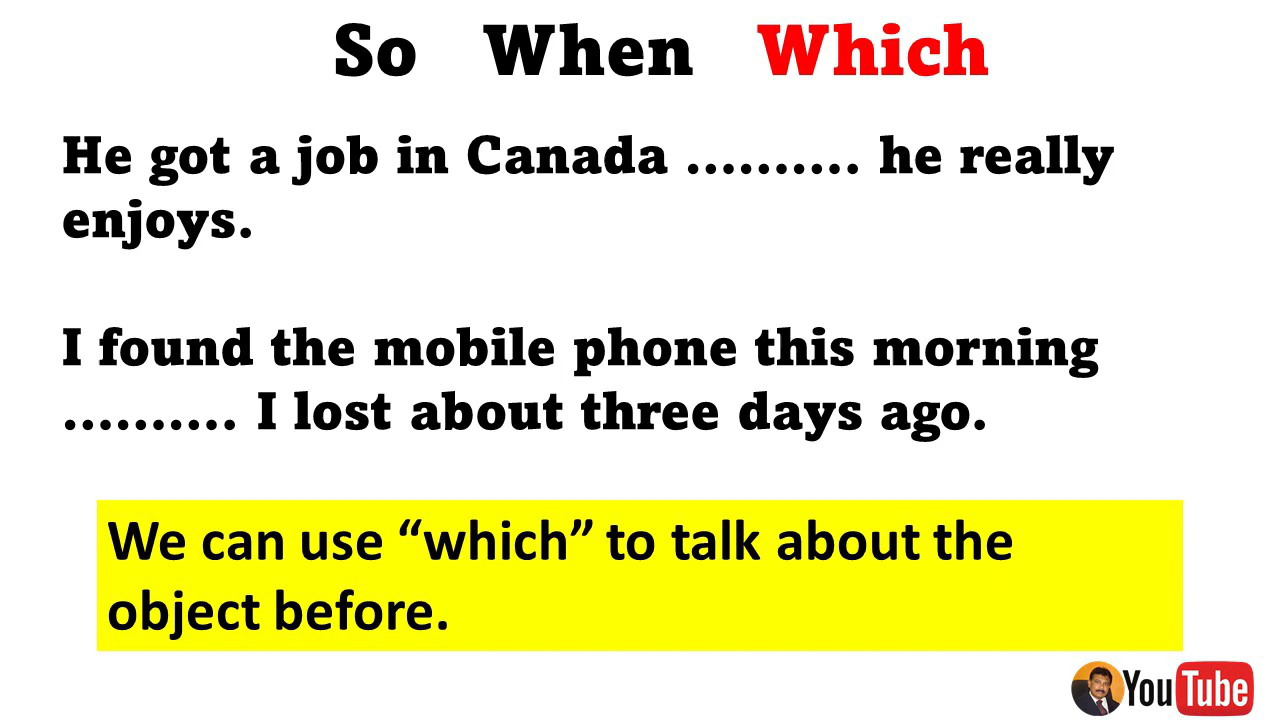 So When Which
He got a job in Canada .......... he really
enjoys.
I found the mobile phone this morning
.......... I lost about three days ago.
We can use “which” to talk about the
object before.
YouTube